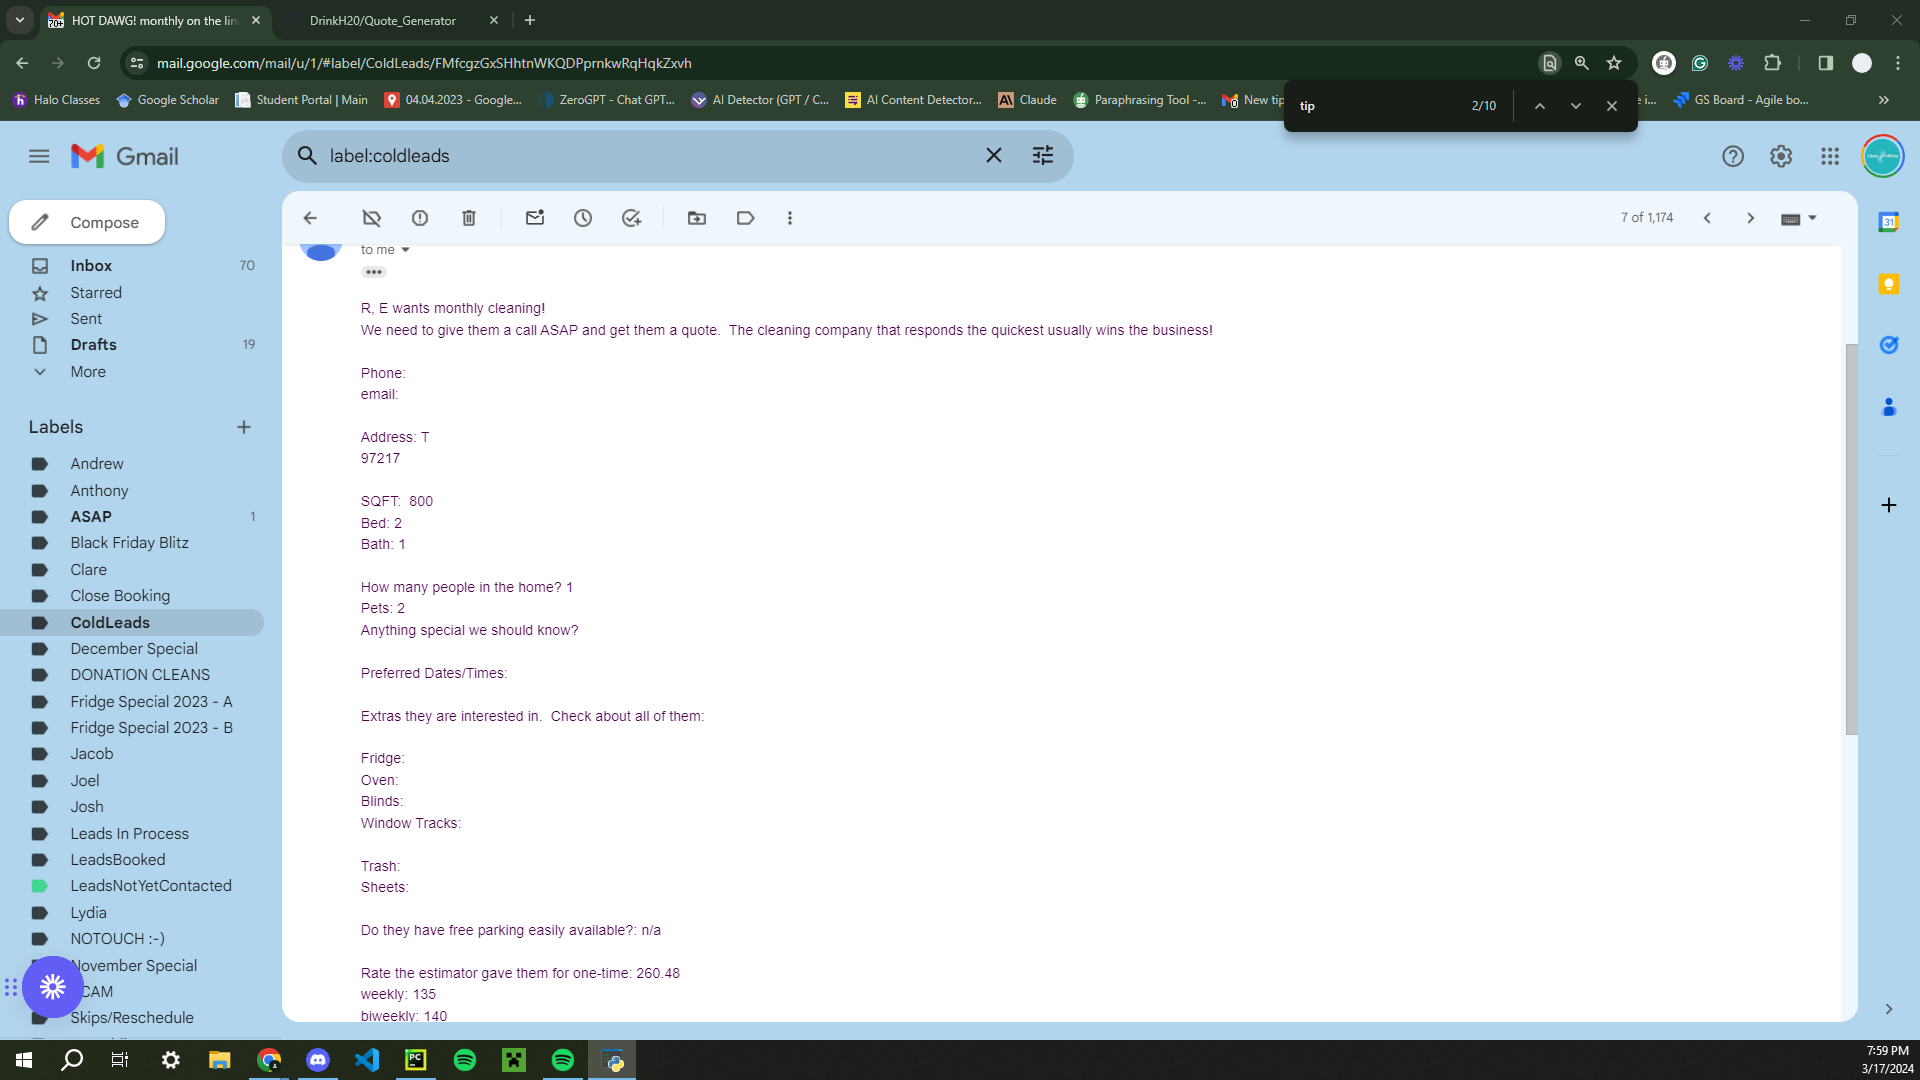 HOT DAWG! monthly on the lin
DrinkH20/Quote_Generator
mail.google.com/mail/u/1/#label/ColdLeads/FMfcgzGxSHhtnWKQDPprnkwRqHqkZxvh
Halo Classes
Google Scholar
Student Portal | Main
04.04.2023 - Google...
ZeroGPT - Chat GPT...
AI Detector (GPT / C...
AI Content Detector...
Claude
Paraphrasing Tool -...
New tip
GS Board - Agile bo...
tip
2/10
Gmail
label:coldleads
Compose
7 of 1,174
Inbox 70
Starred
Sent
Drafts 19
More
Labels
Andrew
Anthony
ASAP 1
Black Friday Blitz
Clare
Close Booking
ColdLeads
December Special
DONATION CLEANS
Fridge Special 2023 - A
Fridge Special 2023 - B
Jacob
Joel
Josh
Leads In Process
LeadsBooked
LeadsNotYetContacted
Lydia
NOTOUCH :-)
November Special
CAM
Skips/Reschedule
to me
R, E wants monthly cleaning!
We need to give them a call ASAP and get them a quote.  The cleaning company that responds the quickest usually wins the business!
Phone:
email:
Address: T
97217
SQFT:  800
Bed: 2
Bath: 1
How many people in the home? 1
Pets: 2
Anything special we should know?
Preferred Dates/Times:
Extras they are interested in.  Check about all of them:
Fridge:
Oven:
Blinds:
Window Tracks:
Trash:
Sheets:
Do they have free parking easily available?: n/a
Rate the estimator gave them for one-time: 260.48
weekly: 135
biweekly: 140
7:59 PM
3/17/2024